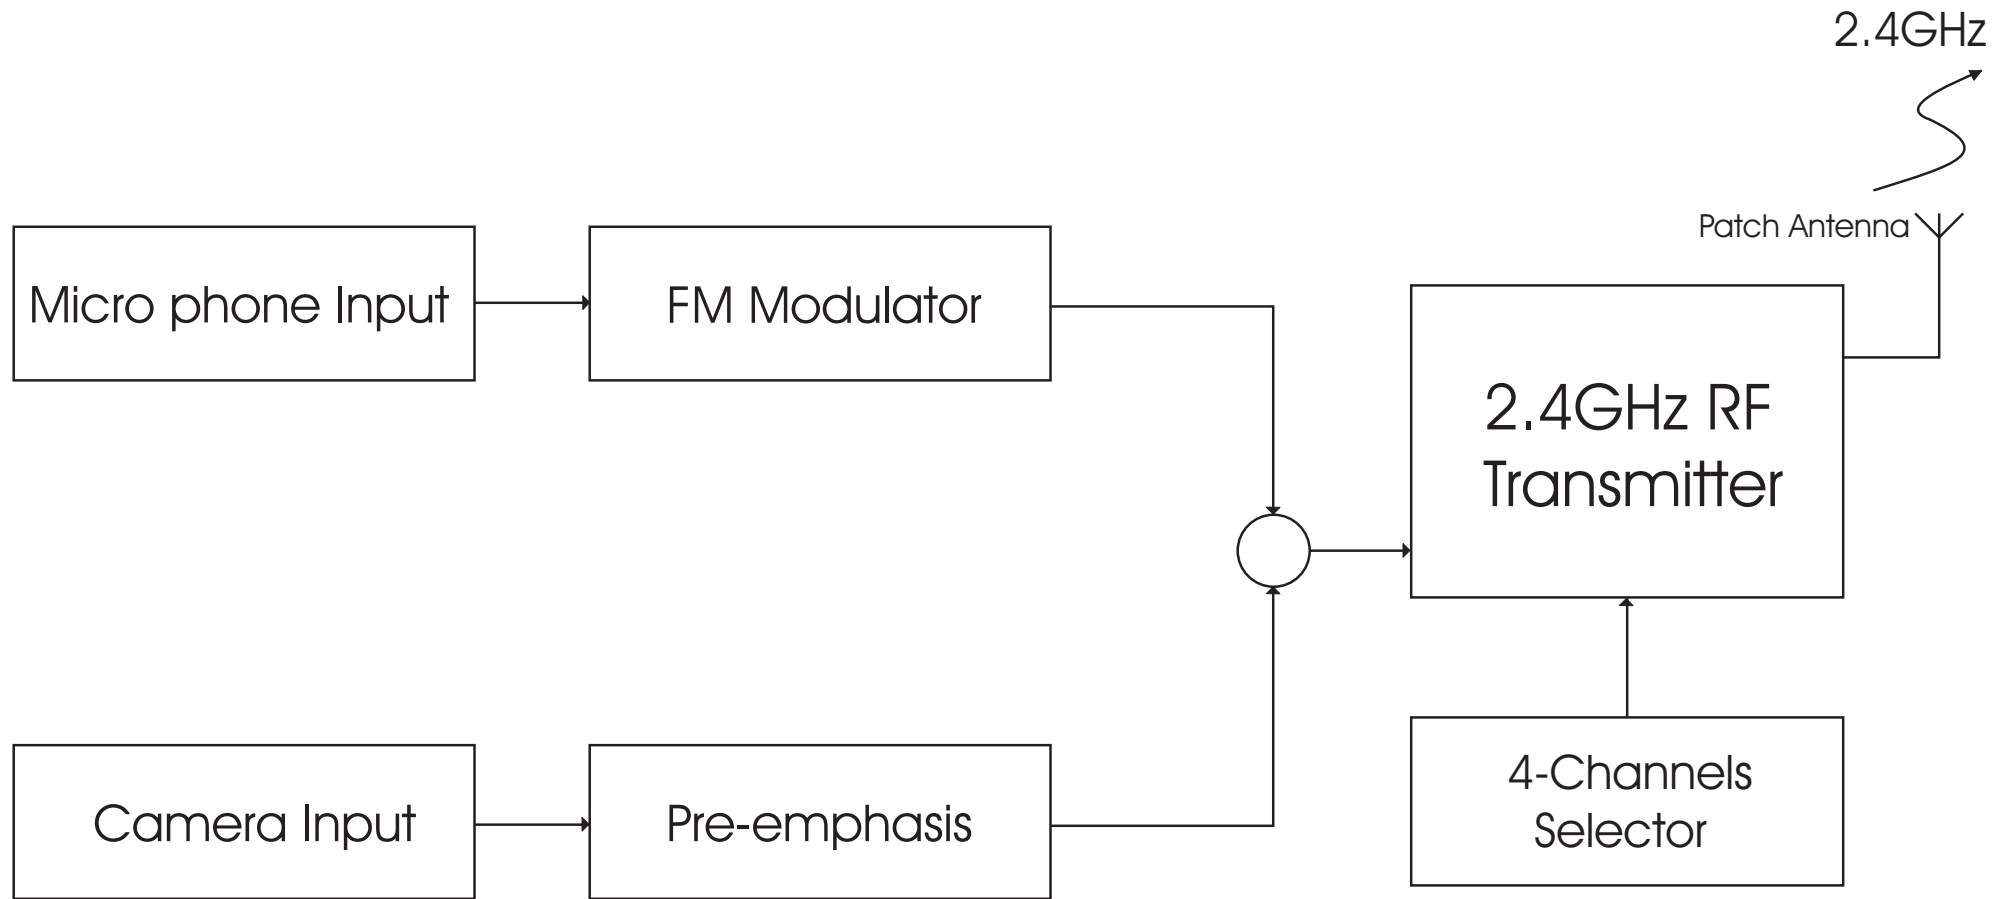 2.4GHz
Patch Antenna
Micro phone Input
FM Modulator
2.4GHz RF
Transmitter
Camera Input
Pre-emphasis
4-Channels
Selector